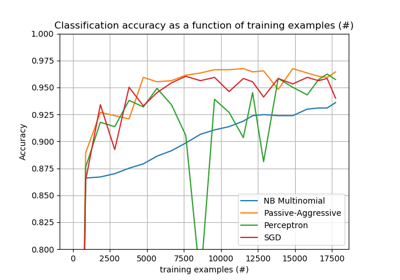 Classification accuracy as a function of training examples (#)
1.000
0.975
0.950
0.925
0.900
0.875
0.850
0.825
0.800
Accuracy
NB Multinomial
Passive-Aggressive
Perceptron
SGD
0 2500 5000 7500 10000 12500 15000 17500
training examples (#)